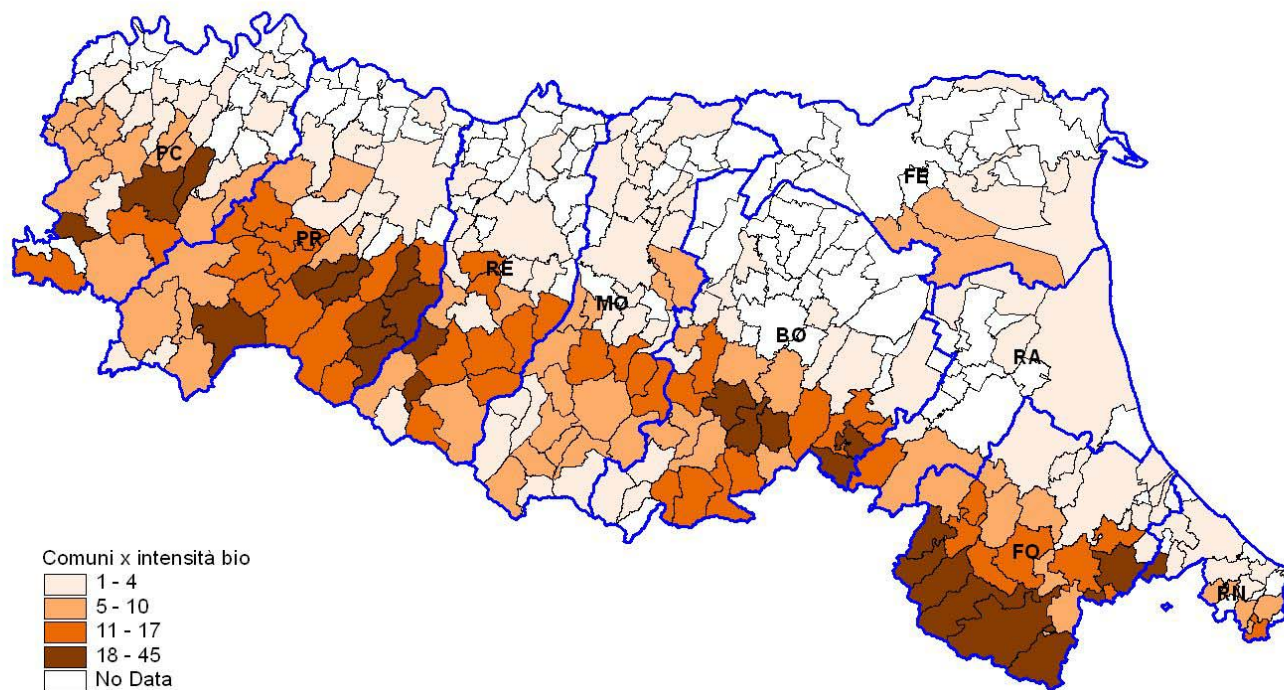 PC
FE
PR
RE
MO
BO
RA
FO
RN
Comuni x intensità bio
1 - 4
5 - 10
11 - 17
18 - 45
No Data